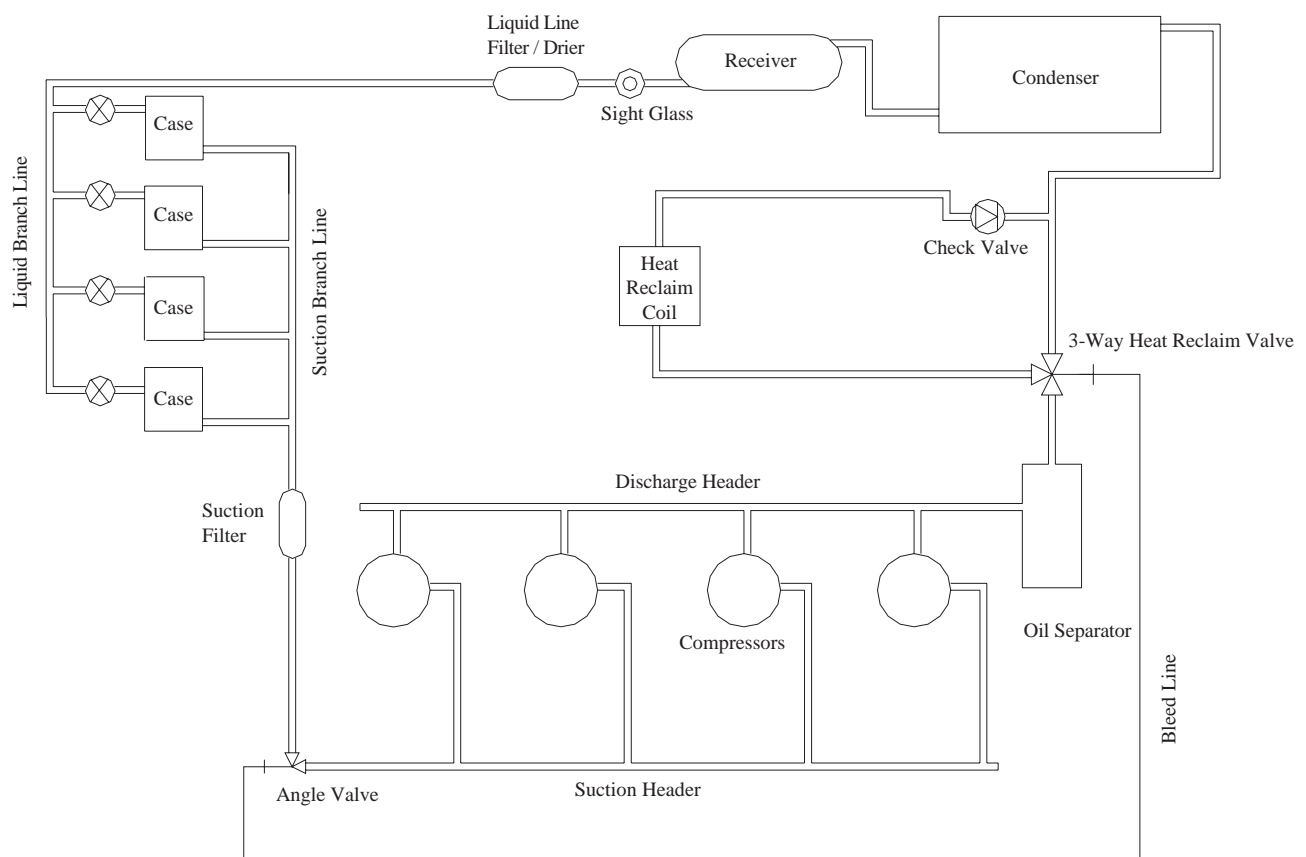 Liquid Line
Filter / Drier
Receiver
Condenser
Sight Glass
Case
Case
Case
Case
Liquid Branch Line
Suction Branch Line
Check Valve
Heat
Reclaim
Coil
3-Way Heat Reclaim Valve
Discharge Header
Suction
Filter
Compressors
Oil Separator
Bleed Line
Angle Valve
Suction Header